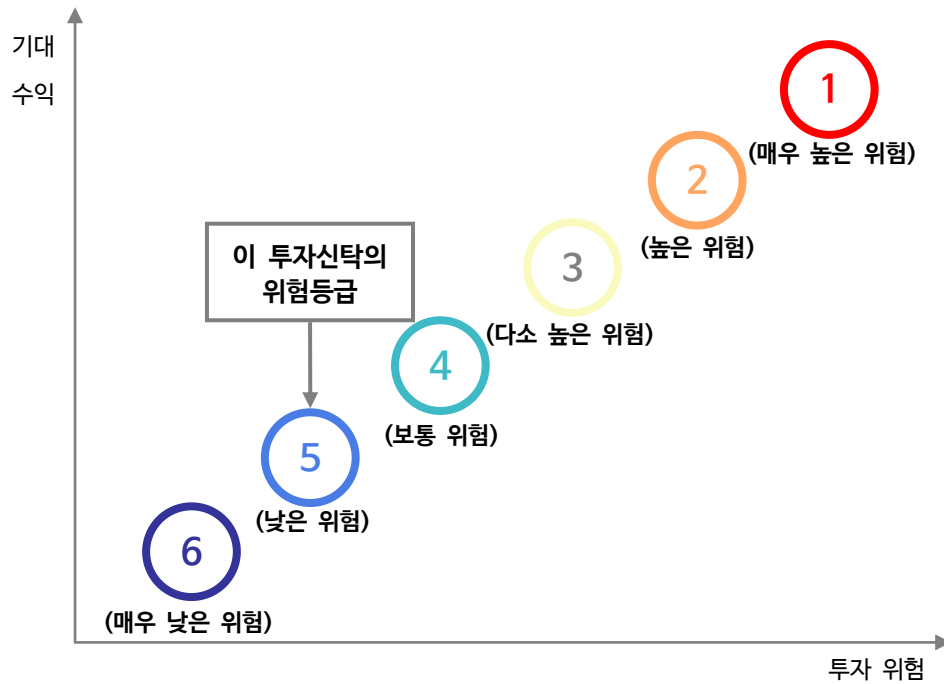 기대
수익
1
(매우 높은 위험)
2
(높은 위험)
이 투자신탁의
위험등급
3
(다소 높은 위험)
4
(보통 위험)
5
(낮은 위험)
6
(매우 낮은 위험)
투자 위험